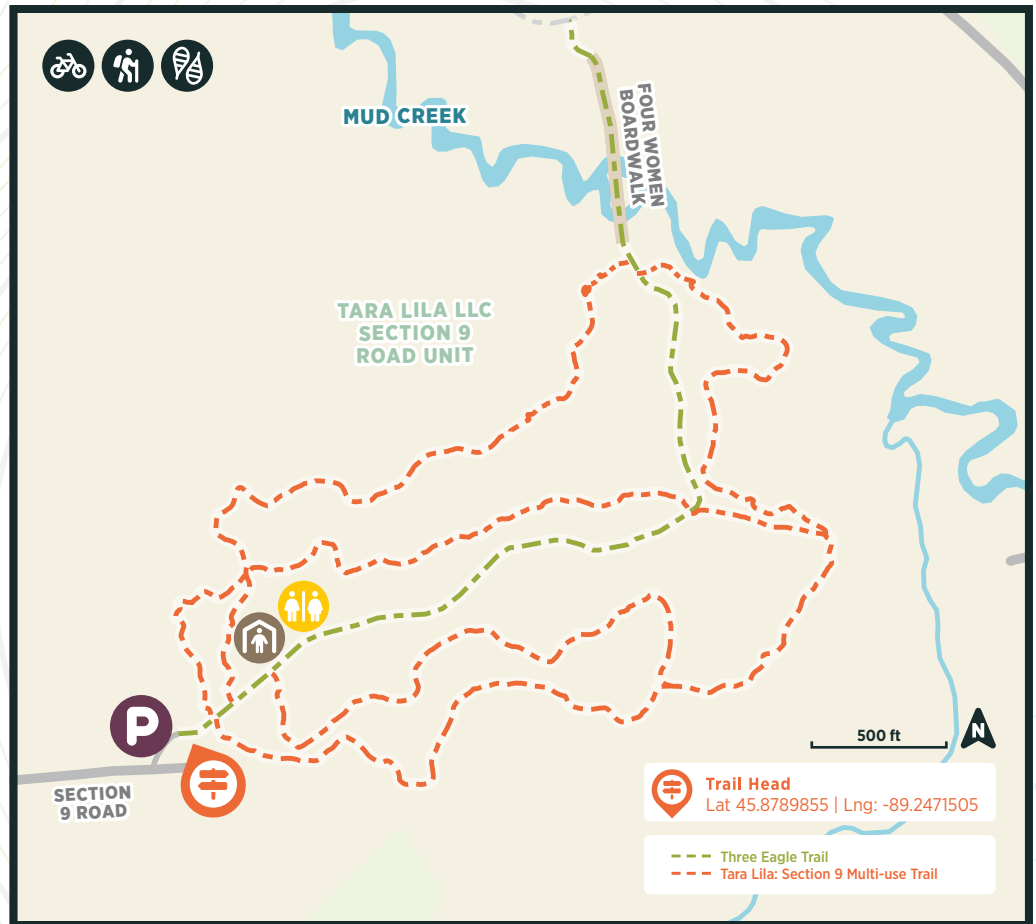 MUD CREEK
FOUR WOMEN
BOARDWALK
TARA LILA LLC
SECTION 9
ROAD UNIT
P
SECTION
9 ROAD
500 ft
N
Trail Head
Lat 45.8789855 | Lng: -89.2471505
Three Eagle Trail
Tara Lila: Section 9 Multi-use Trail